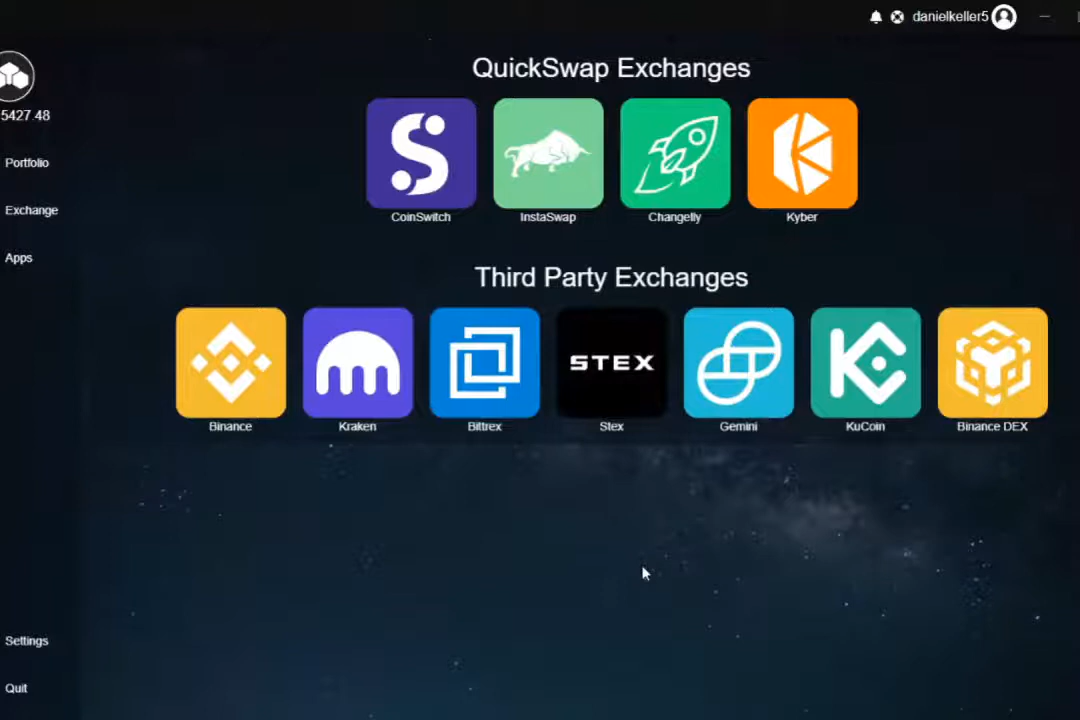 danielkeller5
QuickSwap Exchanges
5427.48
Portfolio
Exchange
Apps
CoinSwitch
InstaSwap
Changelly
Kyber
Third Party Exchanges
STEX
Binance
Kraken
Bittrex
Stex
Gemini
KuCoin
Binance DEX
Settings
Quit